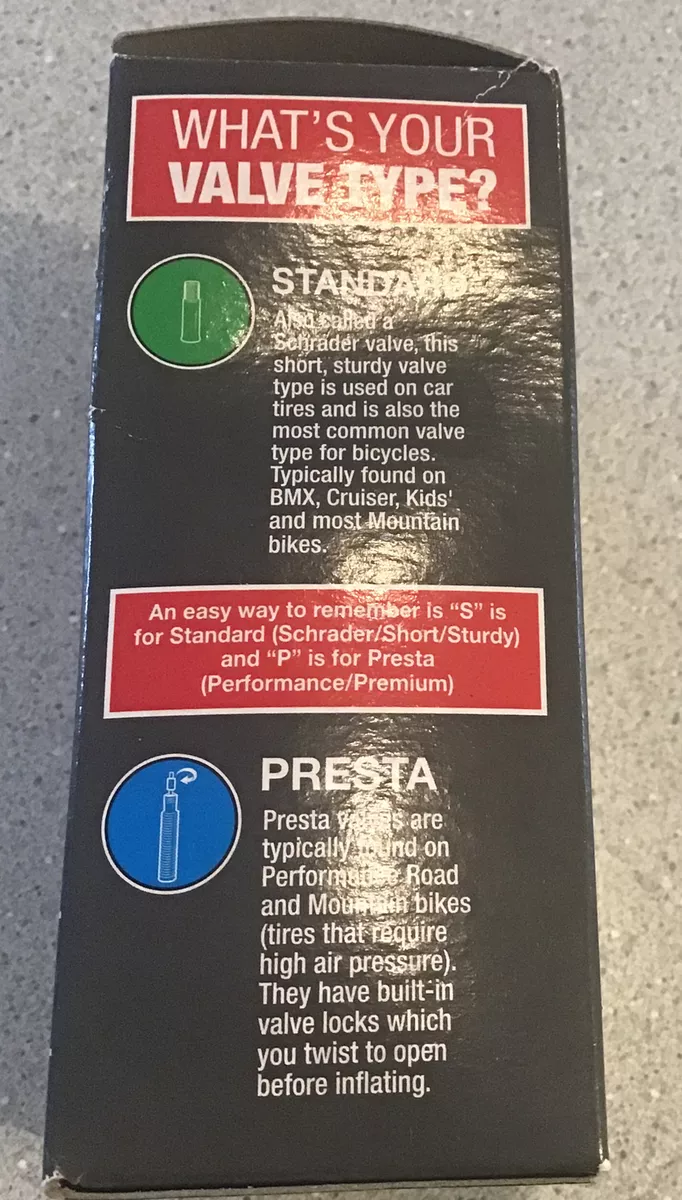 WHAT'S YOUR
VALVE TYPE?
STANDARD
Also called a
Schrader valve, this
short, sturdy valve
type is used on car
tires and is also the
most common valve
type for bicycles.
Typically found on
BMX, Cruiser, Kids'
and most Mountain
bikes.
An easy way to remember is “S” is
for Standard (Schrader/Short/Sturdy)
and “P” is for Presta
(Performance/Premium)
PRESTA
Presta valves are
typically found on
Performance Road
and Mountain bikes
(tires that require
high air pressure).
They have built-in
valve locks which
you twist to open
before inflating.